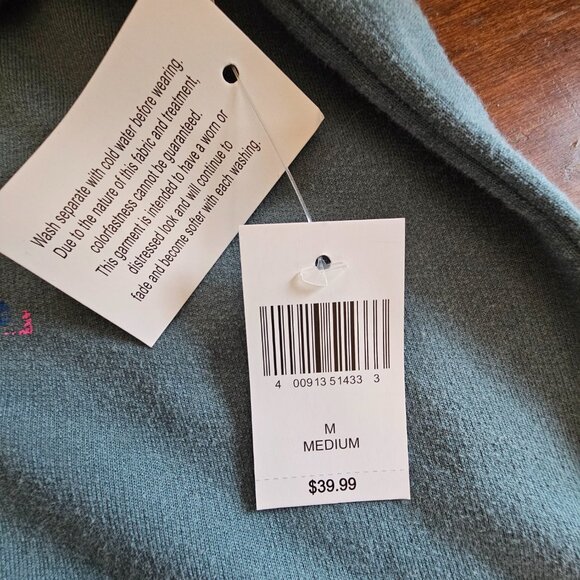 Wash separate with cold water before wearing.
Due to the nature of this fabric and treatment,
colorfastness cannot be guaranteed.
This garment is intended to have a worn or
distressed look and will continue to
fade and become softer with each washing.
4 00913 51433 3
M
MEDIUM
$39.99